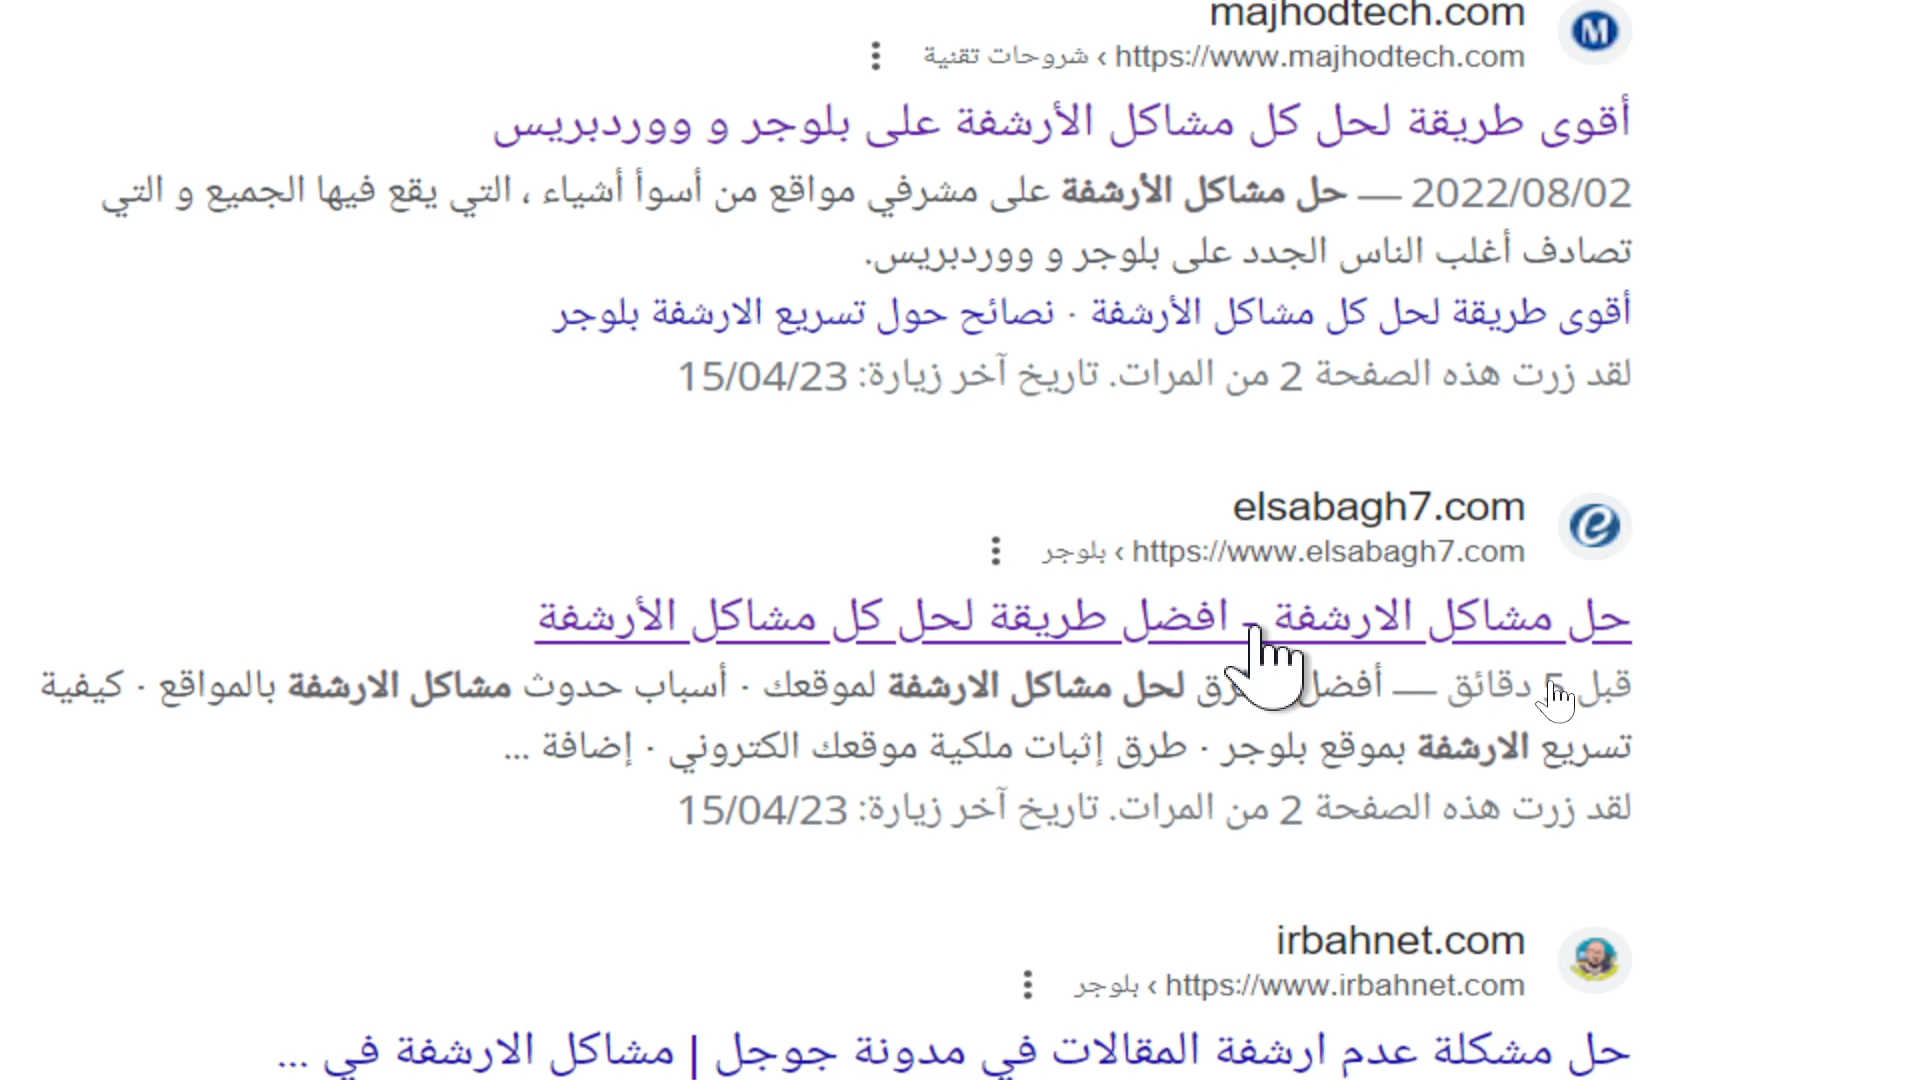 majhodtech.com
https://www.majhodtech.com › شروحات تقنية
أقوى طريقة لحل كل مشاكل الأرشفة على بلوجر و ووردبريس
2022/08/02 — حل مشاكل الأرشفة على مشرفي مواقع من أسوأ أشياء ، التي يقع فيها الجميع و التي
تصادف أغلب الناس الجدد على بلوجر و ووردبريس.
أقوى طريقة لحل كل مشاكل الأرشفة · نصائح حول تسريع الارشفة بلوجر
لقد زرت هذه الصفحة 2 من المرات. تاريخ آخر زيارة: 15/04/23
elsabagh7.com
https://www.elsabagh7.com › بلوجر
حل مشاكل الارشفة - افضل طريقة لحل كل مشاكل الأرشفة
قبل 5 دقائق — أفضل لحل مشاكل الارشفة لموقعك · أسباب حدوث مشاكل الارشفة بالمواقع · كيفية
تسريع الارشفة بموقع بلوجر · طرق إثبات ملكية موقعك الكتروني · إضافة ...
لقد زرت هذه الصفحة 2 من المرات. تاريخ آخر زيارة: 15/04/23
irbahnet.com
https://www.irbahnet.com › بلوجر
حل مشكلة عدم ارشفة المقالات في مدونة جوجل | مشاكل الارشفة في ...